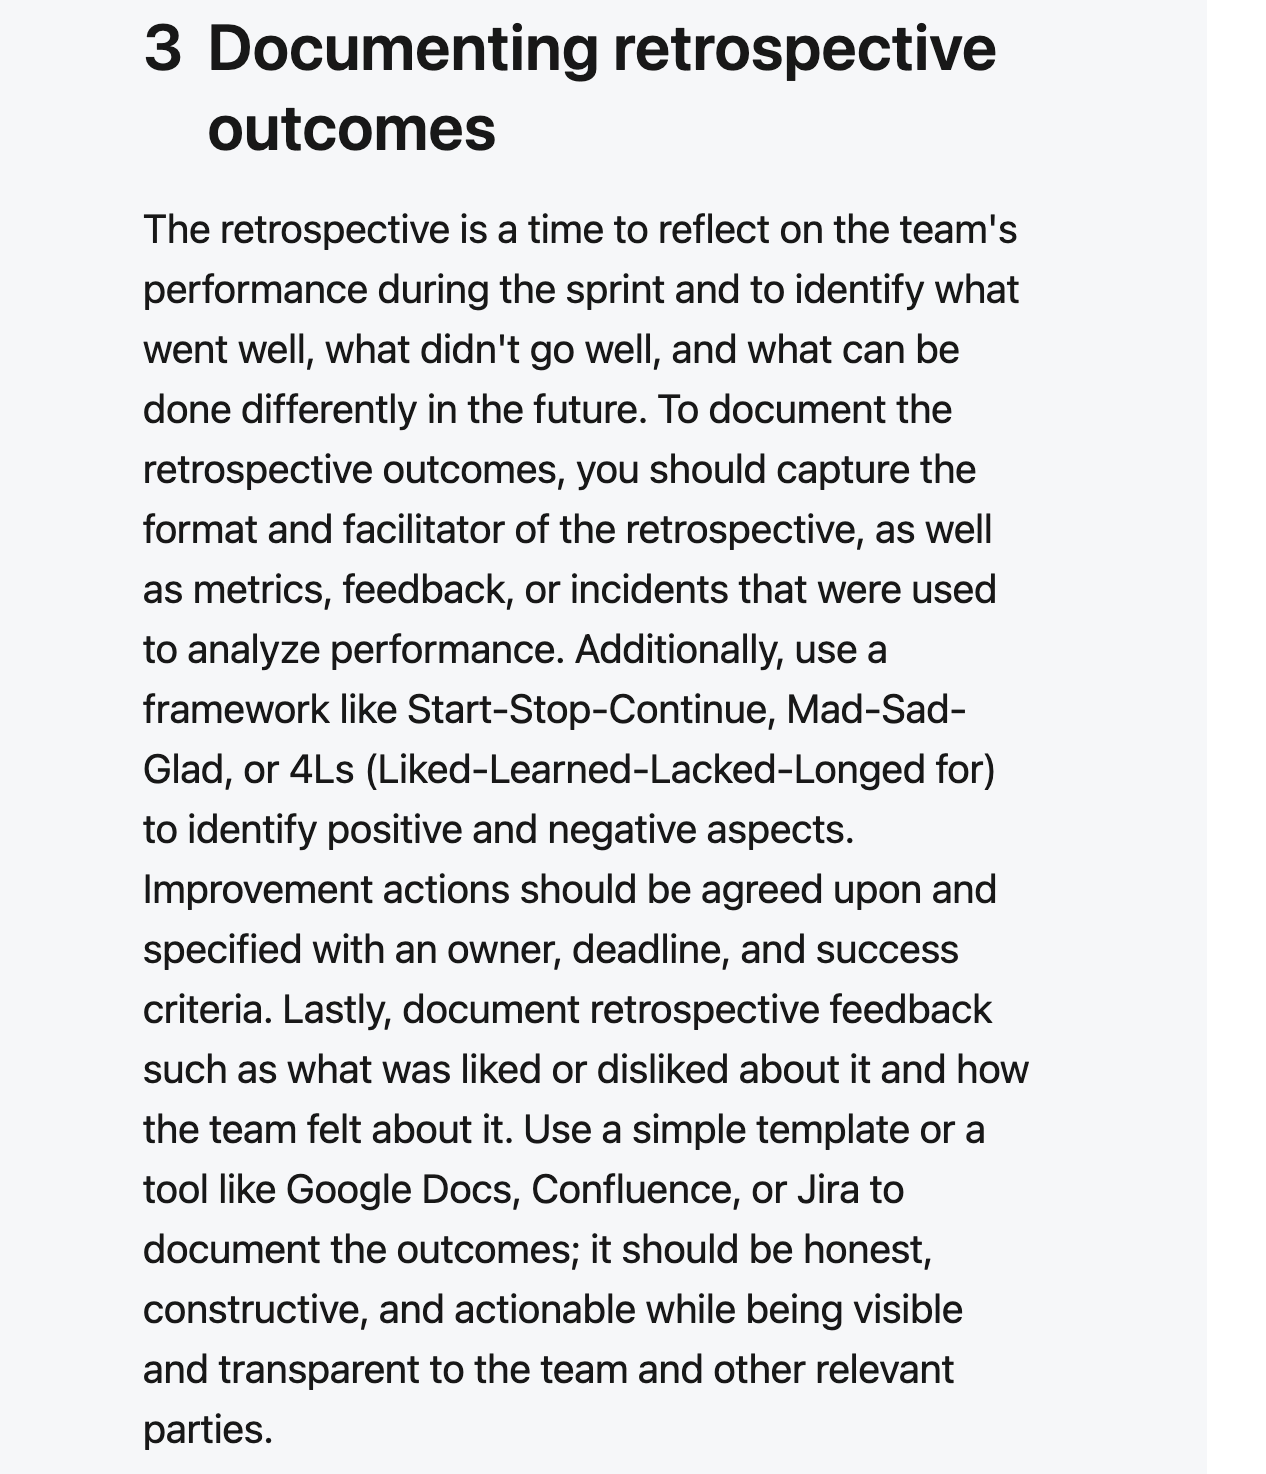 3 Documenting retrospective
outcomes
The retrospective is a time to reflect on the team's
performance during the sprint and to identify what
went well, what didn't go well, and what can be
done differently in the future. To document the
retrospective outcomes, you should capture the
format and facilitator of the retrospective, as well
as metrics, feedback, or incidents that were used
to analyze performance. Additionally, use a
framework like Start-Stop-Continue, Mad-Sad-
Glad, or 4Ls (Liked-Learned-Lacked-Longed for)
to identify positive and negative aspects.
Improvement actions should be agreed upon and
specified with an owner, deadline, and success
criteria. Lastly, document retrospective feedback
such as what was liked or disliked about it and how
the team felt about it. Use a simple template or a
tool like Google Docs, Confluence, or Jira to
document the outcomes; it should be honest,
constructive, and actionable while being visible
and transparent to the team and other relevant
parties.